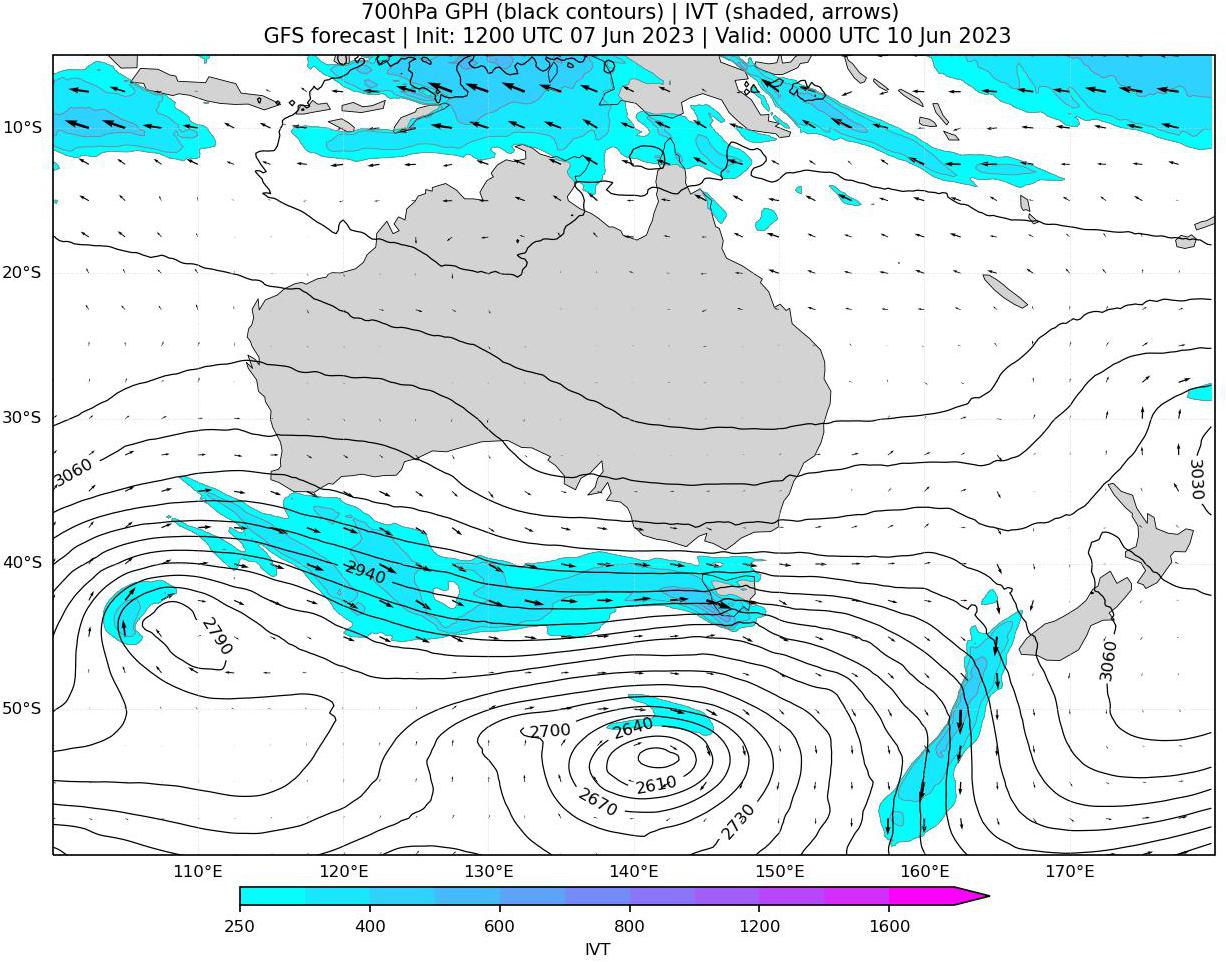 700hPa GPH (black contours) | IVT (shaded, arrows)
GFS forecast | Init: 1200 UTC 07 Jun 2023 | Valid: 0000 UTC 10 Jun 2023
10°S
20°S
30°S
3060
3030
40°S
2940
2790
3060
50°S
2700
2640
2610
2670
2730
110°E 120°E 130°E 140°E 150°E 160°E 170°E
250 400 600 800 1200 1600
IVT